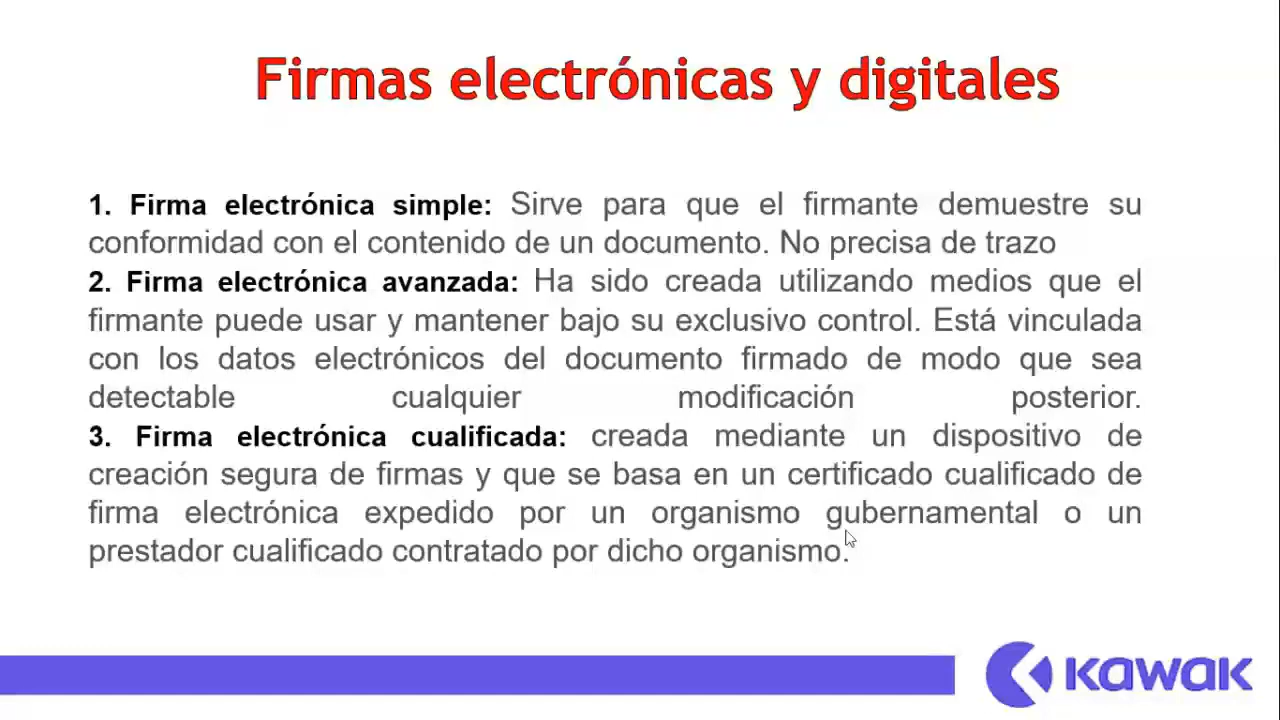 Firmas electrónicas y digitales
1. Firma electrónica simple: Sirve para que el firmante demuestre su
conformidad con el contenido de un documento. No precisa de trazo
2. Firma electrónica avanzada: Ha sido creada utilizando medios que el
firmante puede usar y mantener bajo su exclusivo control. Está vinculada
con los datos electrónicos del documento firmado de modo que sea
detectable cualquier modificación posterior.
3. Firma electrónica cualificada: creada mediante un dispositivo de
creación segura de firmas y que se basa en un certificado cualificado de
firma electrónica expedido por un organismo gubernamental o un
prestador cualificado contratado por dicho organismo.
KAWAK